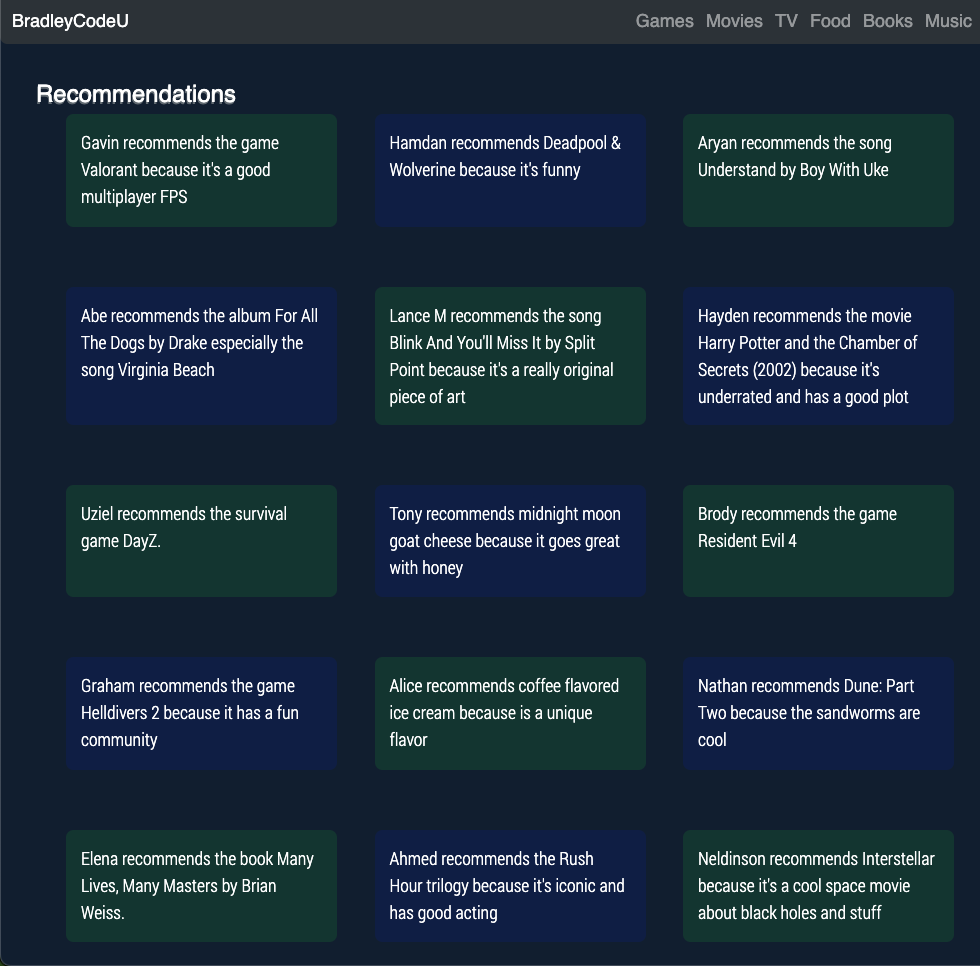 BradleyCodeU
Games Movies TV Food Books Music
Recommendations
Gavin recommends the game
Valorant because it's a good
multiplayer FPS
Hamdan recommends Deadpool &
Wolverine because it's funny
Aryan recommends the song
Understand by Boy With Uke
Abe recommends the album For All
The Dogs by Drake especially the
song Virginia Beach
Lance M recommends the song
Blink And You'll Miss It by Split
Point because it's a really original
piece of art
Hayden recommends the movie
Harry Potter and the Chamber of
Secrets (2002) because it's
underrated and has a good plot
Uziel recommends the survival
game DayZ.
Tony recommends midnight moon
goat cheese because it goes great
with honey
Brody recommends the game
Resident Evil 4
Graham recommends the game
Helldivers 2 because it has a fun
community
Alice recommends coffee flavored
ice cream because is a unique
flavor
Nathan recommends Dune: Part
Two because the sandworms are
cool
Elena recommends the book Many
Lives, Many Masters by Brian
Weiss.
Ahmed recommends the Rush
Hour trilogy because it's iconic and
has good acting
Neldinson recommends Interstellar
because it's a cool space movie
about black holes and stuff